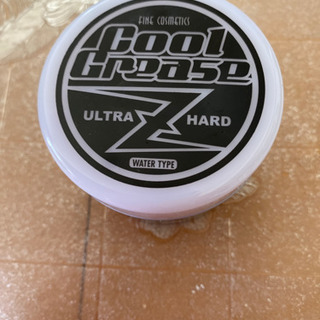 FINE COSMETICS
Cool
Grease
ULTRA Z HARD
WATER TYPE